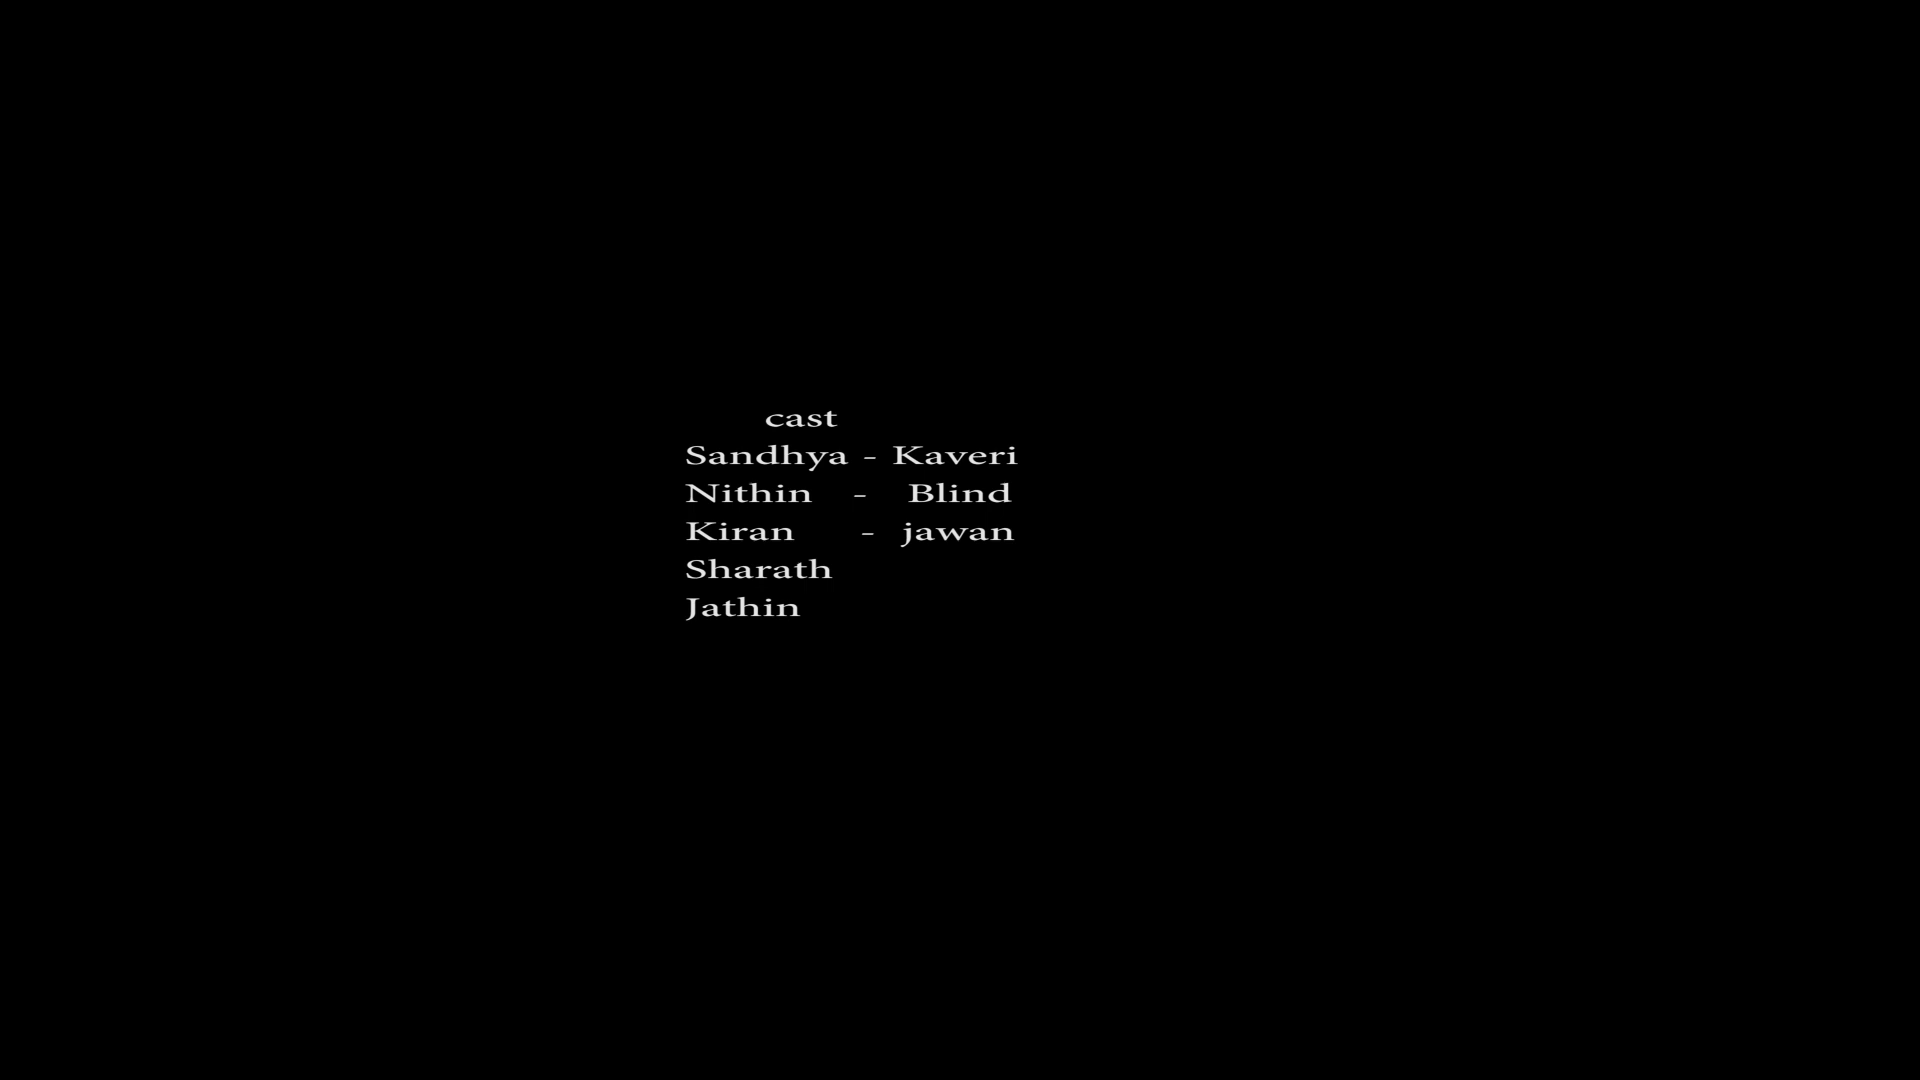 cast
Sandhya - Kaveri
Nithin - Blind
Kiran - jawan
Sharath
Jathin